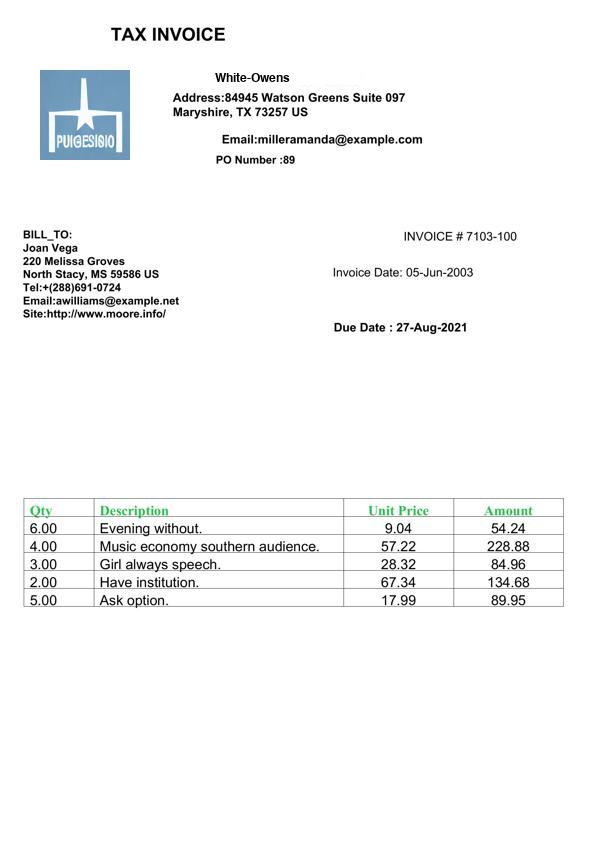 TAX INVOICE
PUIGESISIO
White-Owens
Address:84945 Watson Greens Suite 097
Maryshire, TX 73257 US
Email:milleramanda@example.com
PO Number :89
BILL_TO:
Joan Vega
220 Melissa Groves
North Stacy, MS 59586 US
Tel:+(288)691-0724
Email:awilliams@example.net
Site:http://www.moore.info/
INVOICE # 7103-100
Invoice Date: 05-Jun-2003
Due Date : 27-Aug-2021
Qty Description Unit Price Amount
6.00 Evening without. 9.04 54.24
4.00 Music economy southern audience. 57.22 228.88
3.00 Girl always speech. 28.32 84.96
2.00 Have institution. 67.34 134.68
5.00 Ask option. 17.99 89.95